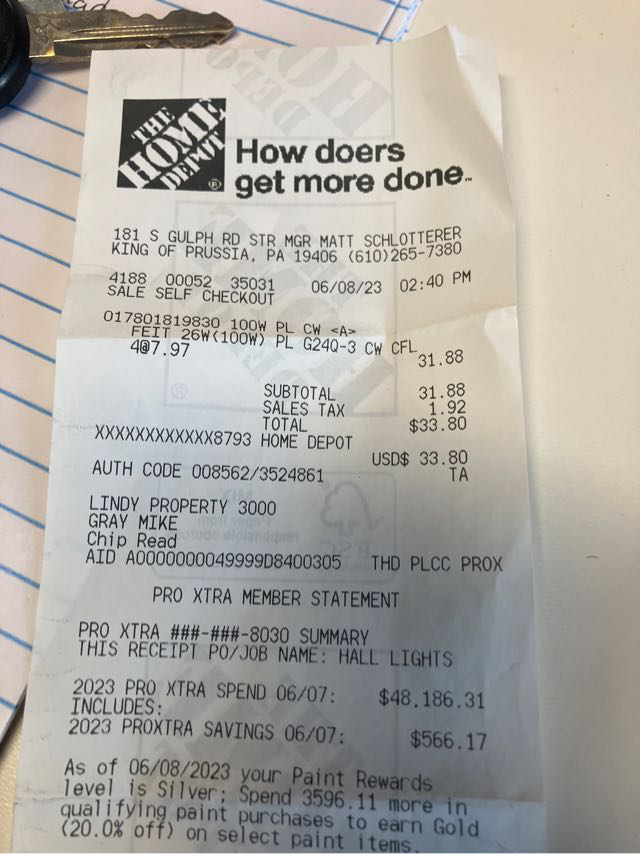 ad
THE
HOME
DEPOT
®
How doers
get more done.™
181 S GULPH RD STR MGR MATT SCHLOTTERER
KING OF PRUSSIA, PA 19406 (610)265-7380
4188 00052 35031 06/08/23 02:40 PM
SALE SELF CHECKOUT
017801819830 100W PL CW <A>
FEIT 26W(100W) PL G24Q-3 CW CFL
4@7.97 31.88
SUBTOTAL 31.88
SALES TAX 1.92
TOTAL $33.80
XXXXXXXXXXXX8793 HOME DEPOT
USD$ 33.80
AUTH CODE 008562/3524861 TA
LINDY PROPERTY 3000
GRAY MIKE
Chip Read
AID A0000000049999D8400305 THD PLCC PROX
PRO XTRA MEMBER STATEMENT
PRO XTRA ###-###-8030 SUMMARY
THIS RECEIPT PO/JOB NAME: HALL LIGHTS
2023 PRO XTRA SPEND 06/07: $48,186.31
INCLUDES:
2023 PROXTRA SAVINGS 06/07: $566.17
As of 06/08/2023 your Paint Rewards
level is Silver; Spend 3596.11 more in
qualifying paint purchases to earn Gold
(20.0% off) on select paint items.